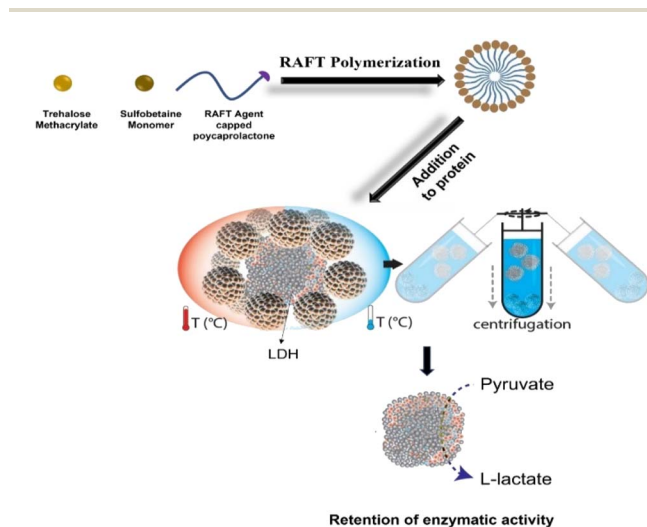 RAFT Polymerization
Trehalose
Methacrylate
Sulfobetaine
Monomer
RAFT Agent
capped
poycaprolactone
Addition
to protein
T (°C)
T (°C)
LDH
centrifugation
Pyruvate
L-lactate
Retention of enzymatic activity